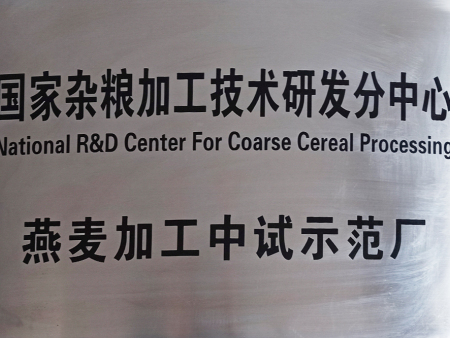 国家杂粮加工技术研发分中心
National R&D Center For Coarse Cereal Processing
燕麦加工中试示范厂